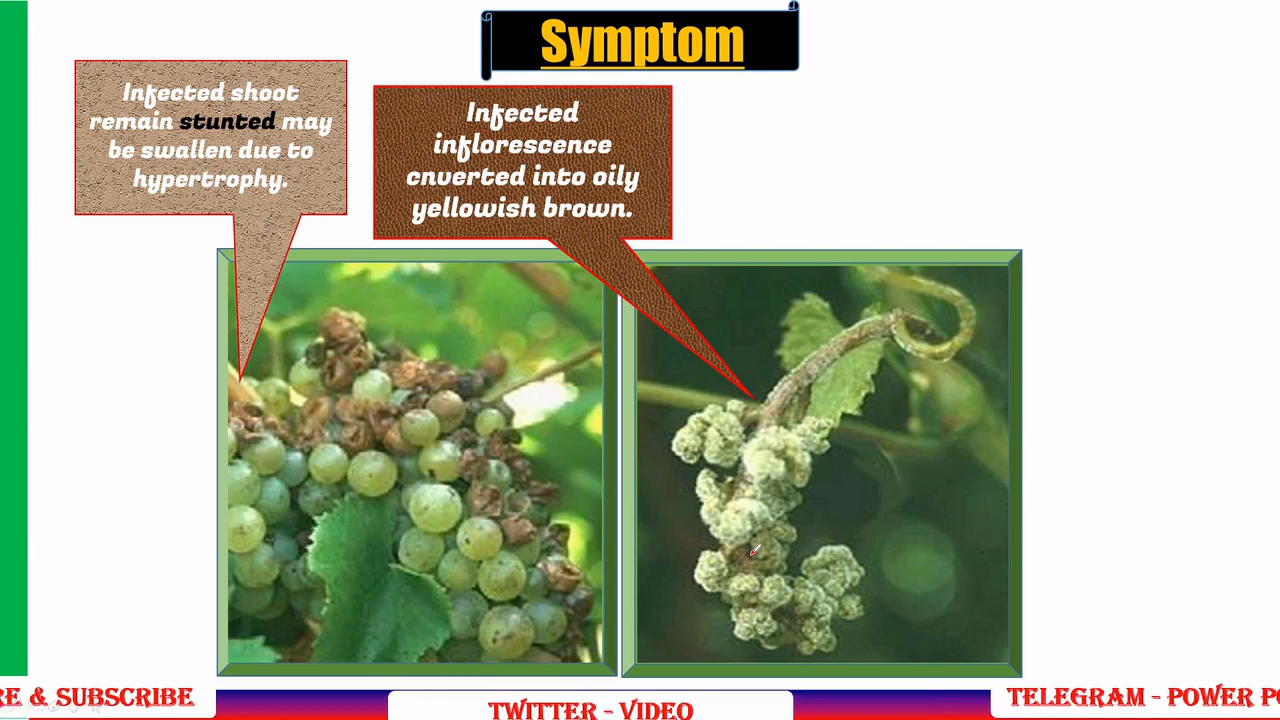 Symptom
Infected shoot
remain stunted may
be swallen due to
hypertrophy.
Infected
inflorescence
cnverted into oily
yellowish brown.
RE & SUBSCRIBE
TWITTER - VIDEO
TELEGRAM - POWER PO